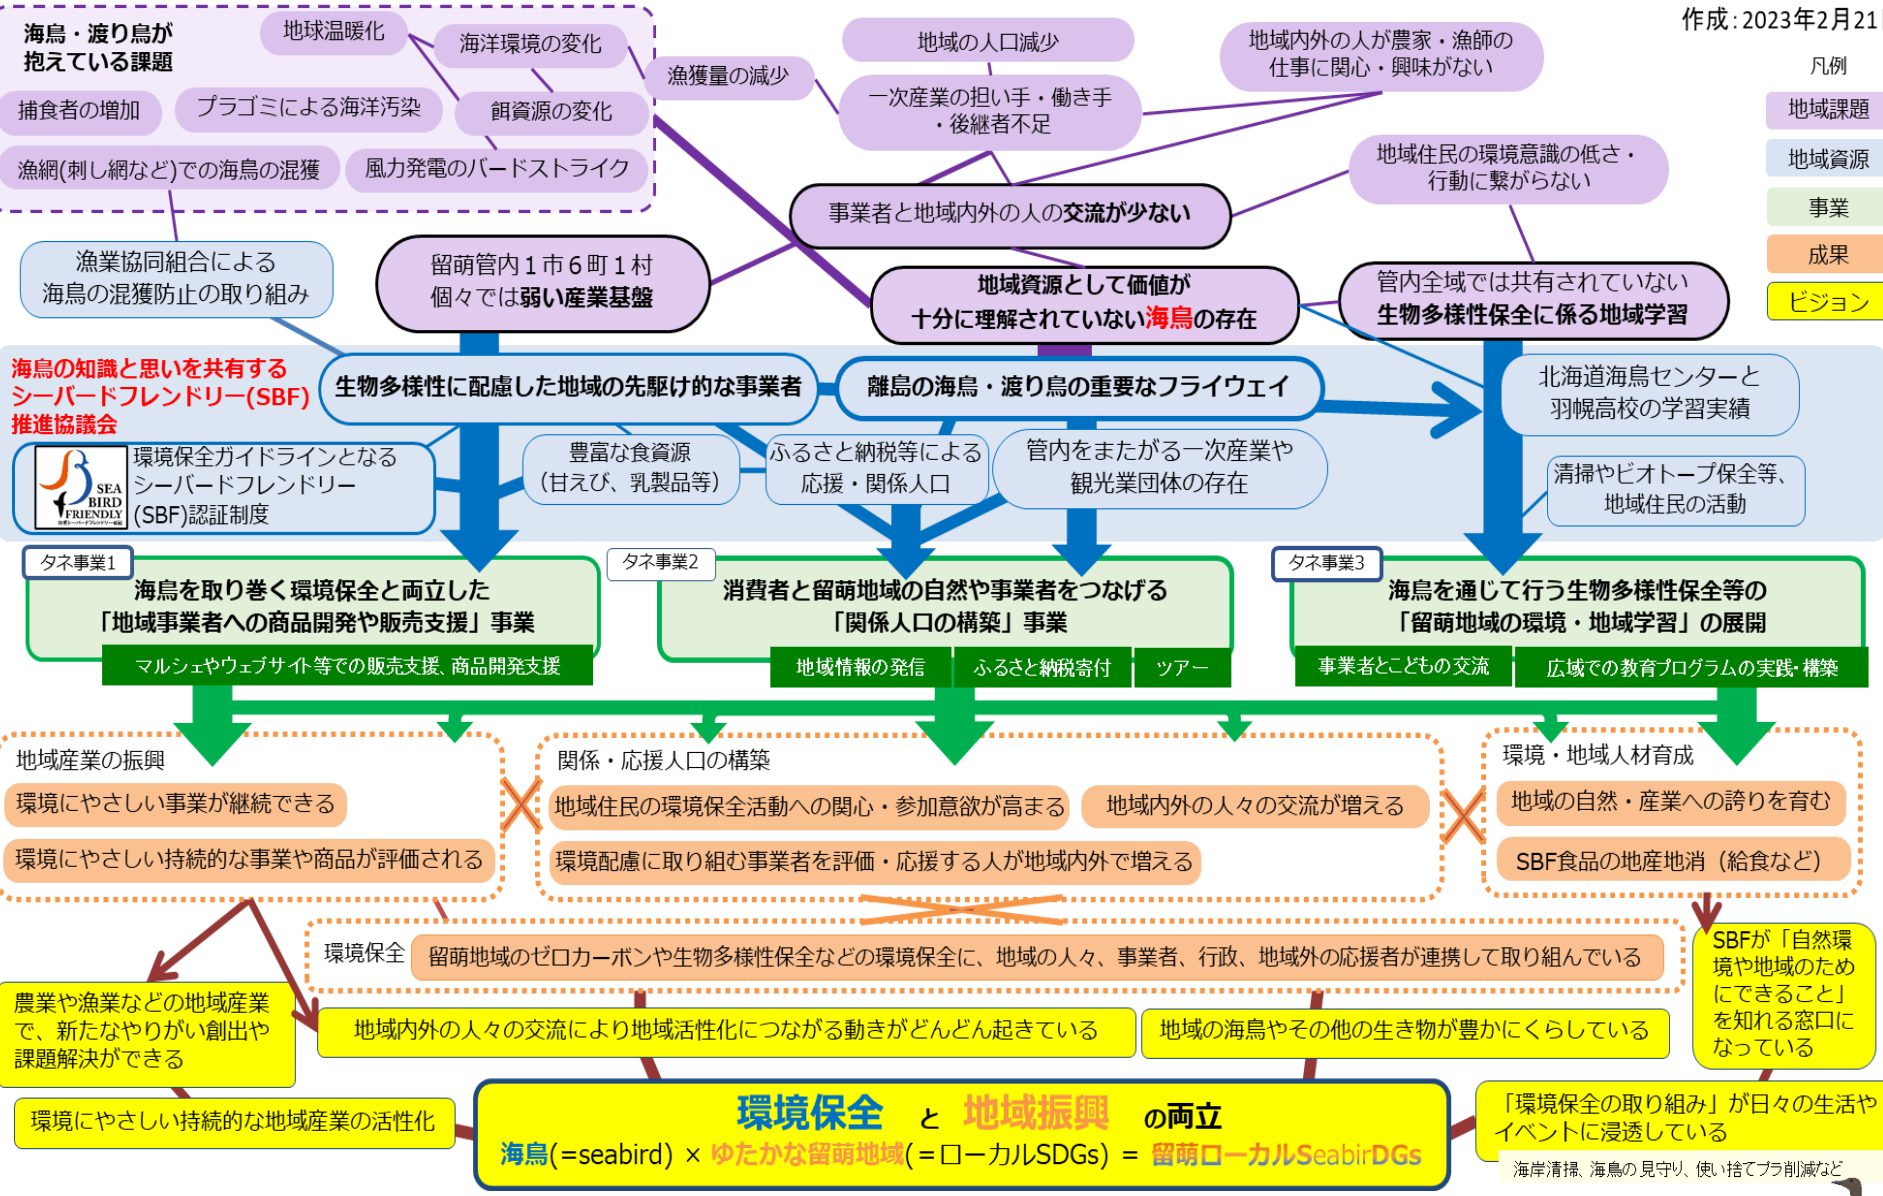 作成：2023年2月21日
海鳥・渡り鳥が
抱えている課題
地球温暖化
海洋環境の変化
捕食者の増加
プラゴミによる海洋汚染
餌資源の変化
漁網(刺し網など)での海鳥の混獲
風力発電のバードストライク
漁獲量の減少
地域の人口減少
一次産業の担い手・働き手
・後継者不足
地域内外の人が農家・漁師の
仕事に関心・興味がない
地域住民の環境意識の低さ・
行動に繋がらない
事業者と地域内外の人の交流が少ない
凡例
地域課題
地域資源
事業
成果
ビジョン
漁業協同組合による
海鳥の混獲防止の取り組み
留萌管内１市６町１村
個々では弱い産業基盤
地域資源として価値が
十分に理解されていない海鳥の存在
管内全域では共有されていない
生物多様性保全に係る地域学習
海鳥の知識と思いを共有する
シーバードフレンドリー(SBF)
推進協議会
生物多様性に配慮した地域の先駆け的な事業者
離島の海鳥・渡り鳥の重要なフライウェイ
北海道海鳥センターと
羽幌高校の学習実績
SEA
BIRD
FRIENDLY
環境保全ガイドラインとなる
シーバードフレンドリー
(SBF)認証制度
豊富な食資源
（甘えび、乳製品等）
ふるさと納税等による
応援・関係人口
管内をまたがる一次産業や
観光業団体の存在
清掃やビオトープ保全等、
地域住民の活動
タネ事業1
海鳥を取り巻く環境保全と両立した
「地域事業者への商品開発や販売支援」事業
マルシェやウェブサイト等での販売支援、商品開発支援
タネ事業2
消費者と留萌地域の自然や事業者をつなげる
「関係人口の構築」事業
地域情報の発信
ふるさと納税寄付
ツアー
タネ事業3
海鳥を通じて行う生物多様性保全等の
「留萌地域の環境・地域学習」の展開
事業者とこどもの交流
広域での教育プログラムの実践・構築
地域産業の振興
環境にやさしい事業が継続できる
環境にやさしい持続的な事業や商品が評価される
関係・応援人口の構築
地域住民の環境保全活動への関心・参加意欲が高まる
地域内外の人々の交流が増える
環境配慮に取り組む事業者を評価・応援する人が地域内外で増える
環境・地域人材育成
地域の自然・産業への誇りを育む
SBF食品の地産地消（給食など）
環境保全
留萌地域のゼロカーボンや生物多様性保全などの環境保全に、地域の人々、事業者、行政、地域外の応援者が連携して取り組んでいる
農業や漁業などの地域産業
で、新たなやりがい創出や
課題解決ができる
地域内外の人々の交流により地域活性化につながる動きがどんどん起きている
地域の海鳥やその他の生き物が豊かにくらしている
SBFが「自然環
境や地域のため
にできること」
を知れる窓口に
なっている
環境にやさしい持続的な地域産業の活性化
環境保全 と 地域振興 の両立
海鳥(=seabird) × ゆたかな留萌地域(＝ローカルSDGs) = 留萌ローカルSeabirDGs
「環境保全の取り組み」が日々の生活や
イベントに浸透している
海岸清掃、海鳥の見守り、使い捨てプラ削減など